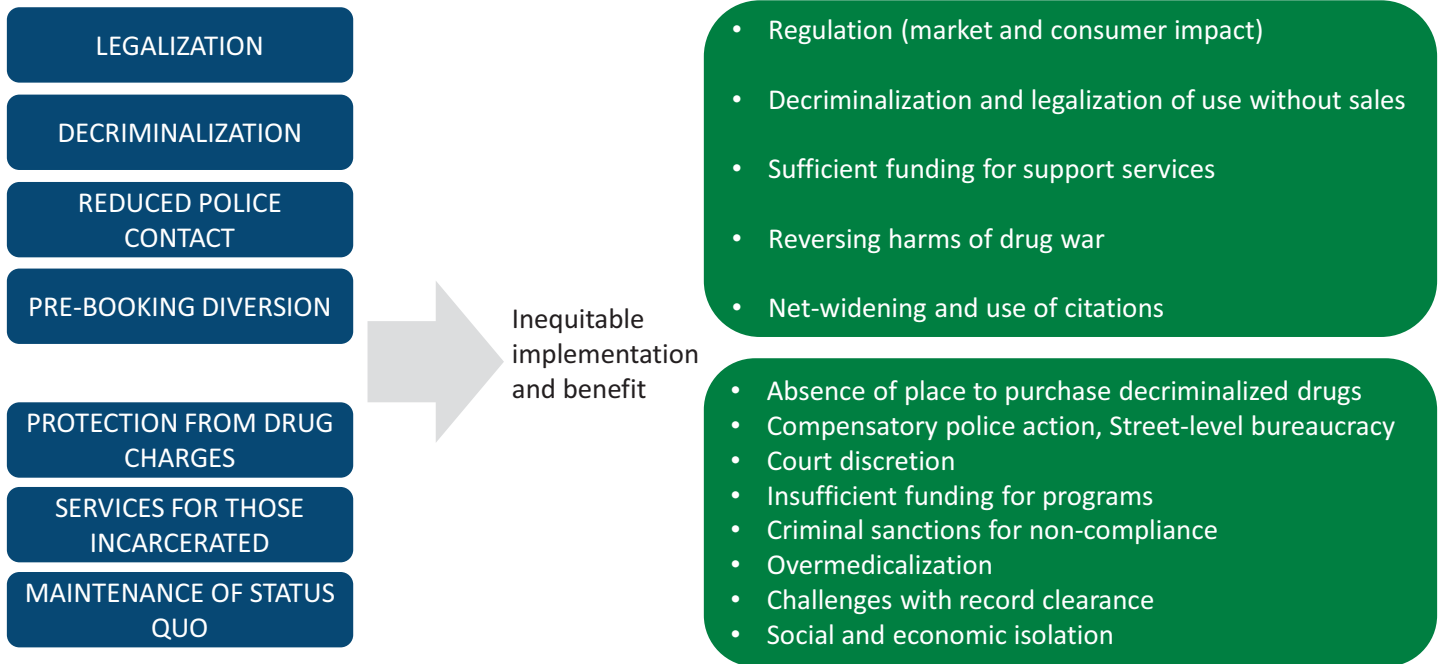 LEGALIZATION
DECRIMINALIZATION
REDUCED POLICE
CONTACT
PRE-BOOKING DIVERSION
PROTECTION FROM DRUG
CHARGES
SERVICES FOR THOSE
INCARCERATED
MAINTENANCE OF STATUS
QUO
Inequitable
implementation
and benefit
• Regulation (market and consumer impact)
• Decriminalization and legalization of use without sales
• Sufficient funding for support services
• Reversing harms of drug war
• Net-widening and use of citations
• Absence of place to purchase decriminalized drugs
• Compensatory police action, Street-level bureaucracy
• Court discretion
• Insufficient funding for programs
• Criminal sanctions for non-compliance
• Overmedicalization
• Challenges with record clearance
• Social and economic isolation